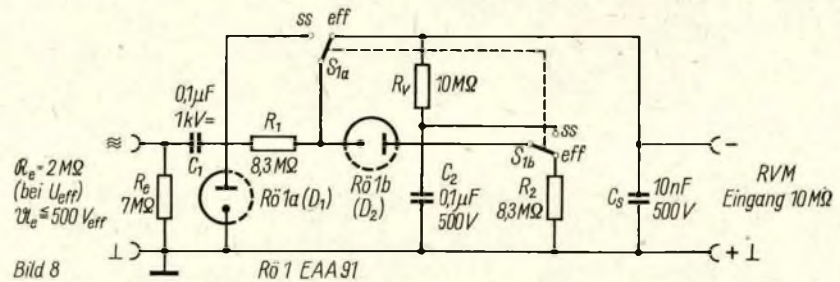 ss eff
S1a
Rv 10MΩ
0,1µF
1kV=
R1
8,3MΩ
C1
ss
S1b eff
≈
−
ℜe=2MΩ
(bei Ueff)
𝔘e≦500 Veff
Re
7MΩ
Rö1a (D1)
Rö1b
(D2)
C2
0,1µF
500V
R2
8,3MΩ
Cs
10nF
500V
RVM
Eingang 10MΩ
⊥
+ ⊥
Bild 8
Rö 1 EAA 91